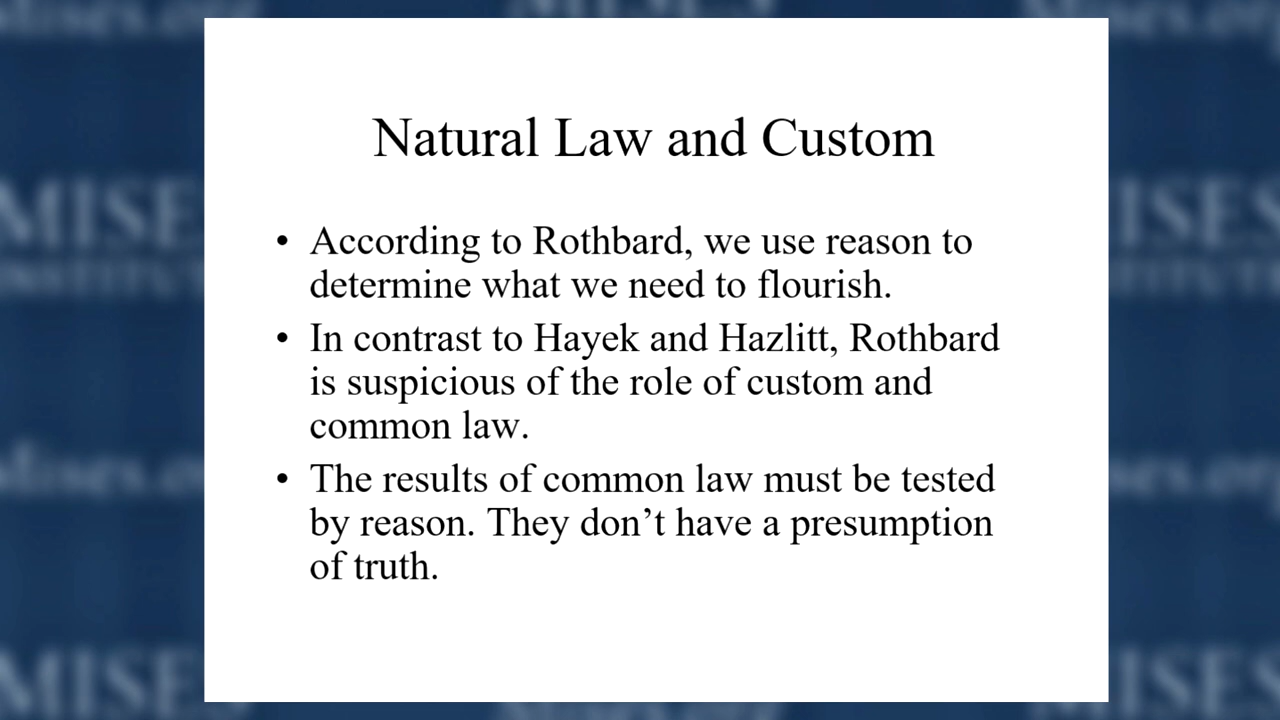 Natural Law and Custom
• According to Rothbard, we use reason to
determine what we need to flourish.
• In contrast to Hayek and Hazlitt, Rothbard
is suspicious of the role of custom and
common law.
• The results of common law must be tested
by reason. They don’t have a presumption
of truth.